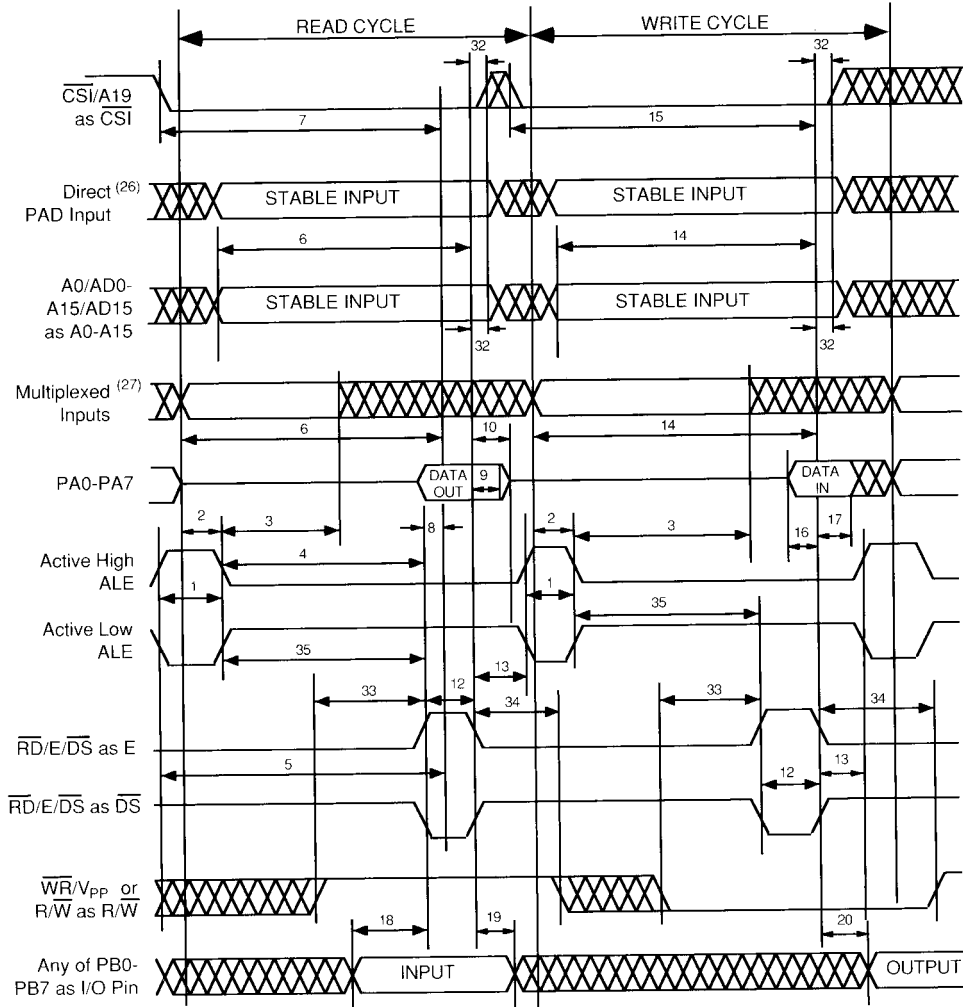 READ CYCLE
WRITE CYCLE
32
32
CSI/A19
as CSI
7
15
Direct (26)
PAD Input
STABLE INPUT
STABLE INPUT
6
14
A0/AD0-
A15/AD15
as A0-A15
STABLE INPUT
STABLE INPUT
32
32
Multiplexed (27)
Inputs
6
10
14
PA0-PA7
DATA
OUT
9
DATA
IN
2
3
8
2
3
16
17
Active High
ALE
4
1
1
Active Low
ALE
35
35
13
33
12
34
33
34
RD/E/DS as E
5
12
13
RD/E/DS as DS
WR/VPP or
R/W as R/W
18
19
20
Any of PB0-
PB7 as I/O Pin
INPUT
OUTPUT